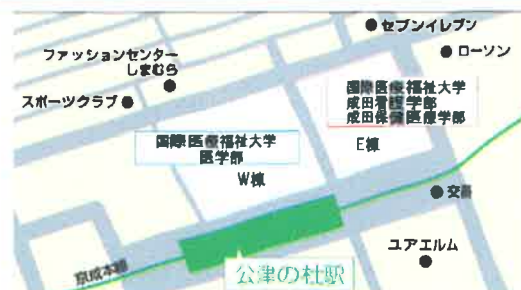 セブンイレブン
ローソン
ファッションセンター
しまむら
スポーツクラブ
国際医療福祉大学
成田看護学部
成田保健医療学部
E棟
国際医療福祉大学
医学部
W棟
交番
ユアエルム
京成本線
公津の杜駅